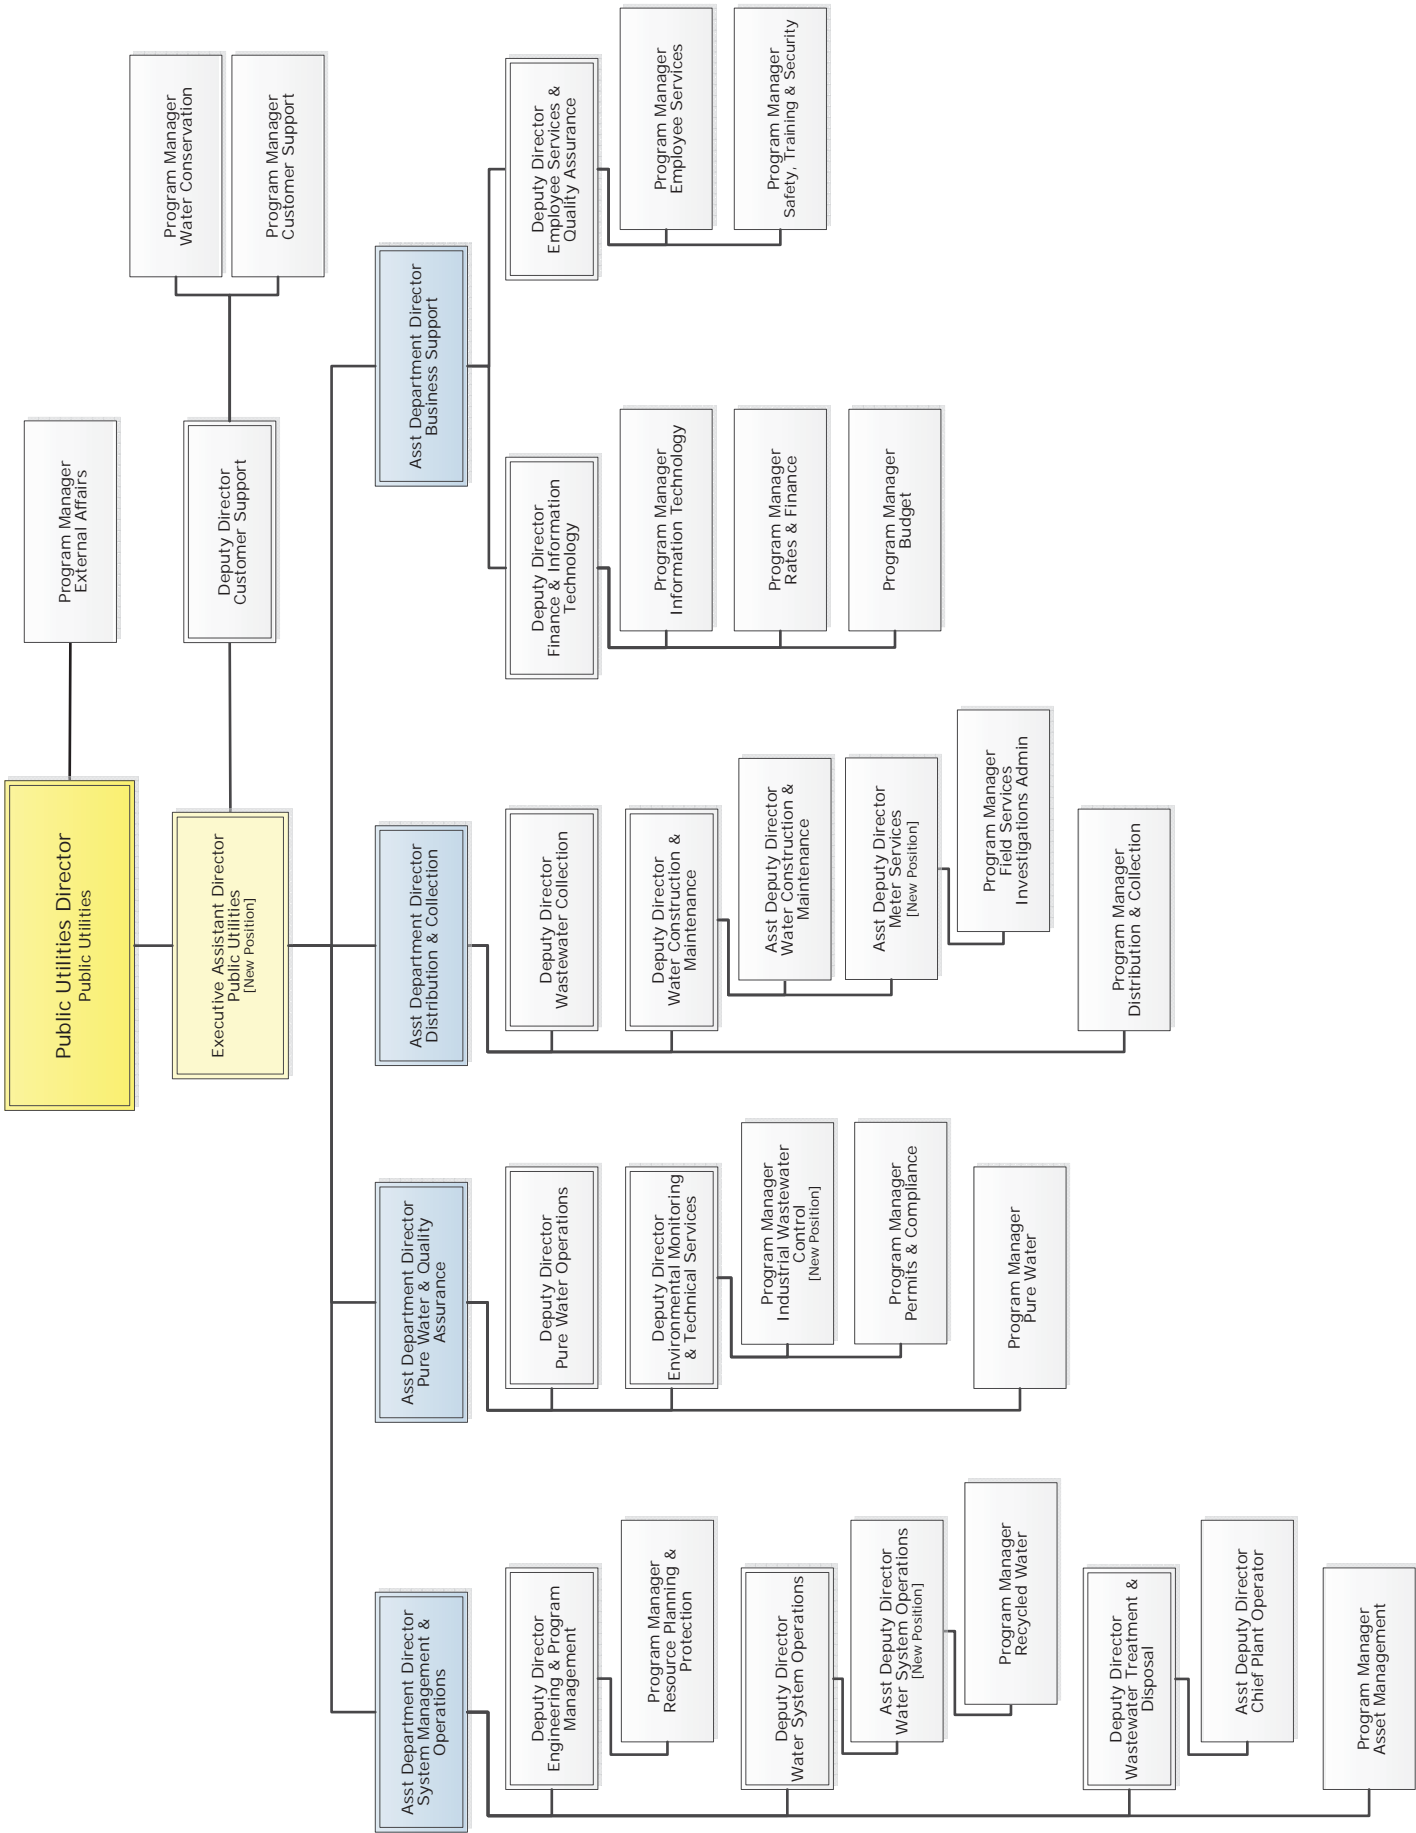 Public Utilities Director
Public Utilities
Program Manager
External Affairs
Executive Assistant Director
Public Utilities
[New Position]
Deputy Director
Customer Support
Program Manager
Water Conservation
Program Manager
Customer Support
Asst Department Director
System Management &
Operations
Deputy Director
Engineering & Program
Management
Program Manager
Resource Planning &
Protection
Deputy Director
Water System Operations
Asst Deputy Director
Water System Operations
[New Position]
Program Manager
Recycled Water
Deputy Director
Wastewater Treatment &
Disposal
Asst Deputy Director
Chief Plant Operator
Program Manager
Asset Management
Asst Department Director
Pure Water & Quality
Assurance
Deputy Director
Pure Water Operations
Deputy Director
Environmental Monitoring
& Technical Services
Program Manager
Industrial Wastewater
Control
[New Position]
Program Manager
Permits & Compliance
Program Manager
Pure Water
Asst Department Director
Distribution & Collection
Deputy Director
Wastewater Collection
Deputy Director
Water Construction &
Maintenance
Asst Deputy Director
Water Construction &
Maintenance
Asst Deputy Director
Meter Services
[New Position]
Program Manager
Field Services
Investigations Admin
Program Manager
Distribution & Collection
Asst Department Director
Business Support
Deputy Director
Finance & Information
Technology
Program Manager
Information Technology
Program Manager
Rates & Finance
Program Manager
Budget
Deputy Director
Employee Services &
Quality Assurance
Program Manager
Employee Services
Program Manager
Safety, Training & Security